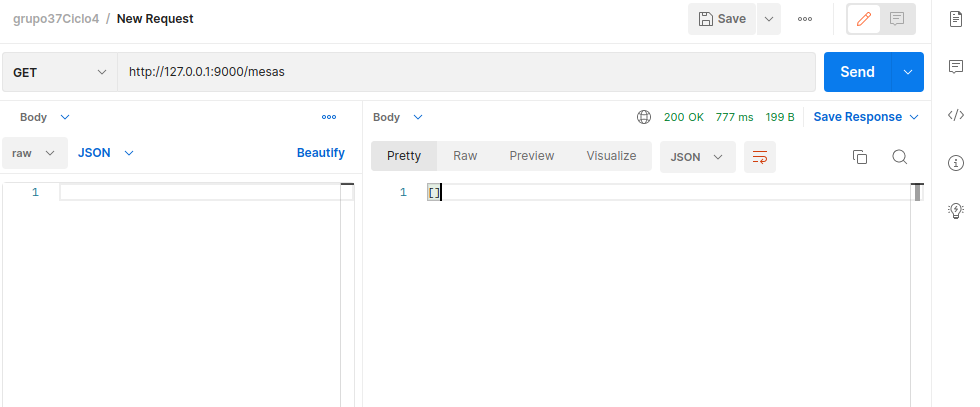 grupo37Ciclo4 / New Request
Save
GET
http://127.0.0.1:9000/mesas
Send
Body
raw
JSON
Beautify
1
Body
200 OK
777 ms
199 B
Save Response
Pretty
Raw
Preview
Visualize
JSON
1
[]